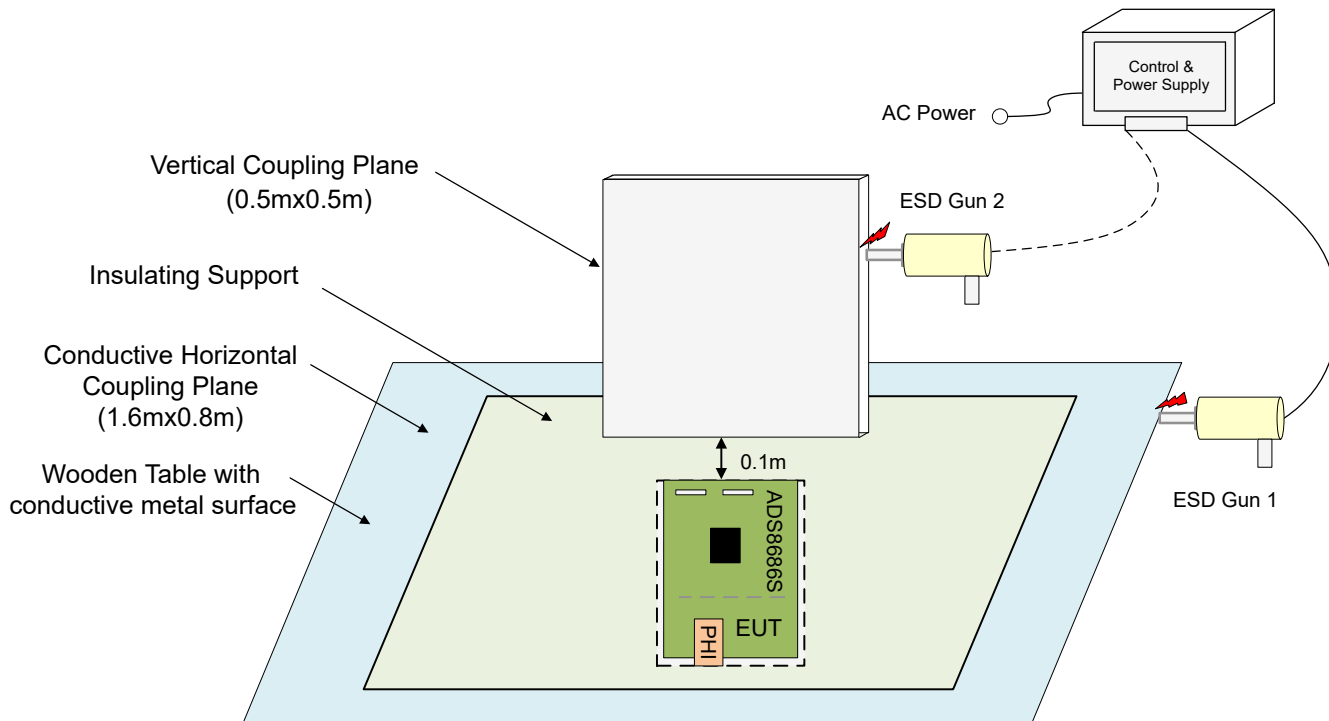 Control &
Power Supply
AC Power
Vertical Coupling Plane
(0.5mx0.5m)
ESD Gun 2
Insulating Support
Conductive Horizontal
Coupling Plane
(1.6mx0.8m)
0.1m
Wooden Table with
conductive metal surface
ESD Gun 1
ADS8686S
EUT
PHI